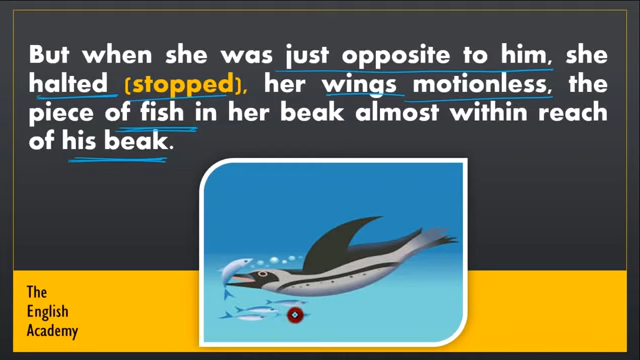 But when she was just opposite to him, she
halted (stopped), her wings motionless, the
piece of fish in her beak almost within reach
of his beak.
The
English
Academy